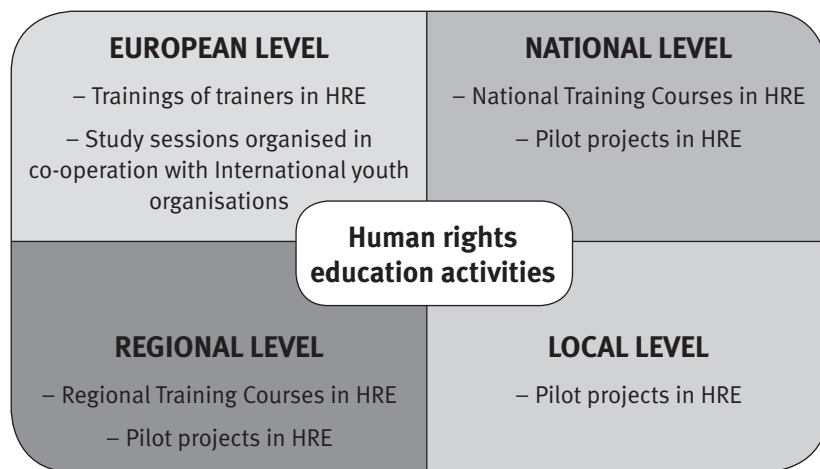 EUROPEAN LEVEL
– Trainings of trainers in HRE
– Study sessions organised in
co-operation with International youth
organisations
NATIONAL LEVEL
– National Training Courses in HRE
– Pilot projects in HRE
Human rights
education activities
REGIONAL LEVEL
– Regional Training Courses in HRE
– Pilot projects in HRE
LOCAL LEVEL
– Pilot projects in HRE